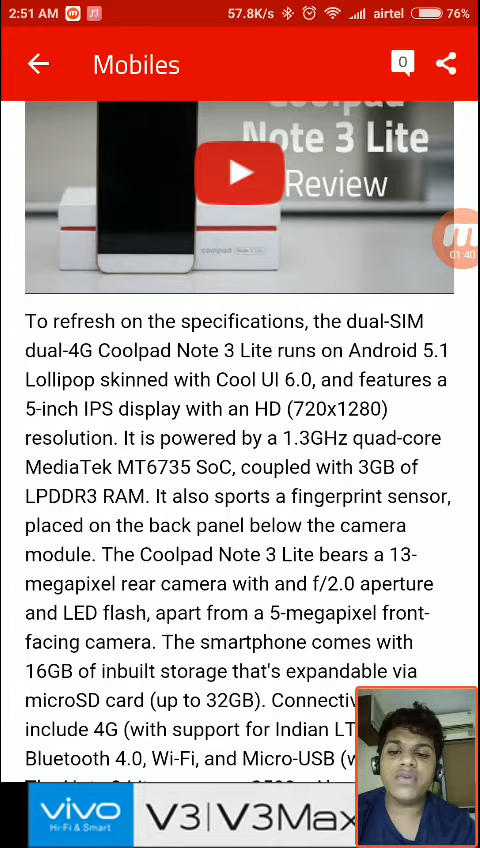 2:51 AM 57.8K/s airtel 76%
Mobiles 0
Coolpad
Note 3 Lite
Review
coolpad Note 3 Lite
01:40
To refresh on the specifications, the dual-SIM
dual-4G Coolpad Note 3 Lite runs on Android 5.1
Lollipop skinned with Cool UI 6.0, and features a
5-inch IPS display with an HD (720x1280)
resolution. It is powered by a 1.3GHz quad-core
MediaTek MT6735 SoC, coupled with 3GB of
LPDDR3 RAM. It also sports a fingerprint sensor,
placed on the back panel below the camera
module. The Coolpad Note 3 Lite bears a 13-
megapixel rear camera with and f/2.0 aperture
and LED flash, apart from a 5-megapixel front-
facing camera. The smartphone comes with
16GB of inbuilt storage that's expandable via
microSD card (up to 32GB). Connectiv
include 4G (with support for Indian LT
Bluetooth 4.0, Wi-Fi, and Micro-USB (w
vivo
Hi-Fi & Smart
V3|V3Max